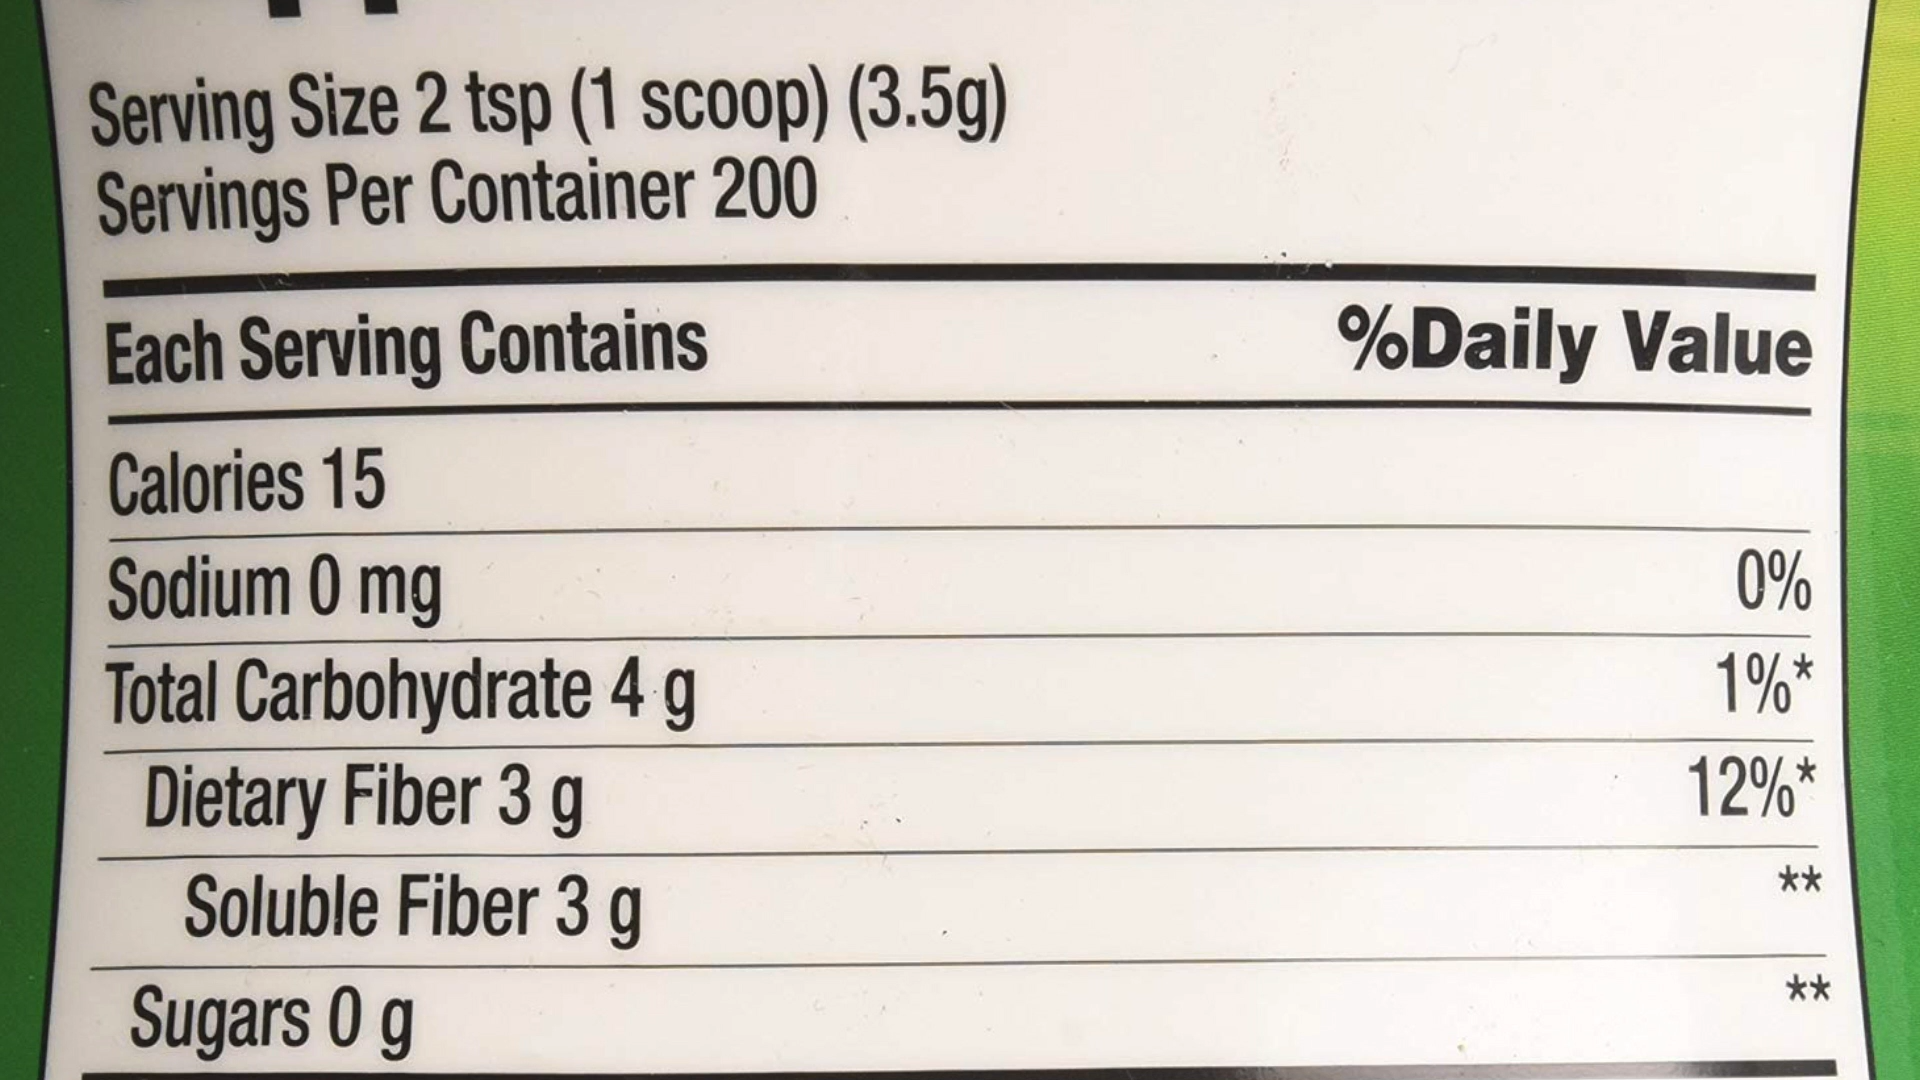 Serving Size 2 tsp (1 scoop) (3.5g)
Servings Per Container 200
Each Serving Contains %Daily Value
Calories 15
Sodium 0 mg 0%
Total Carbohydrate 4 g 1%*
Dietary Fiber 3 g 12%*
Soluble Fiber 3 g **
Sugars 0 g **